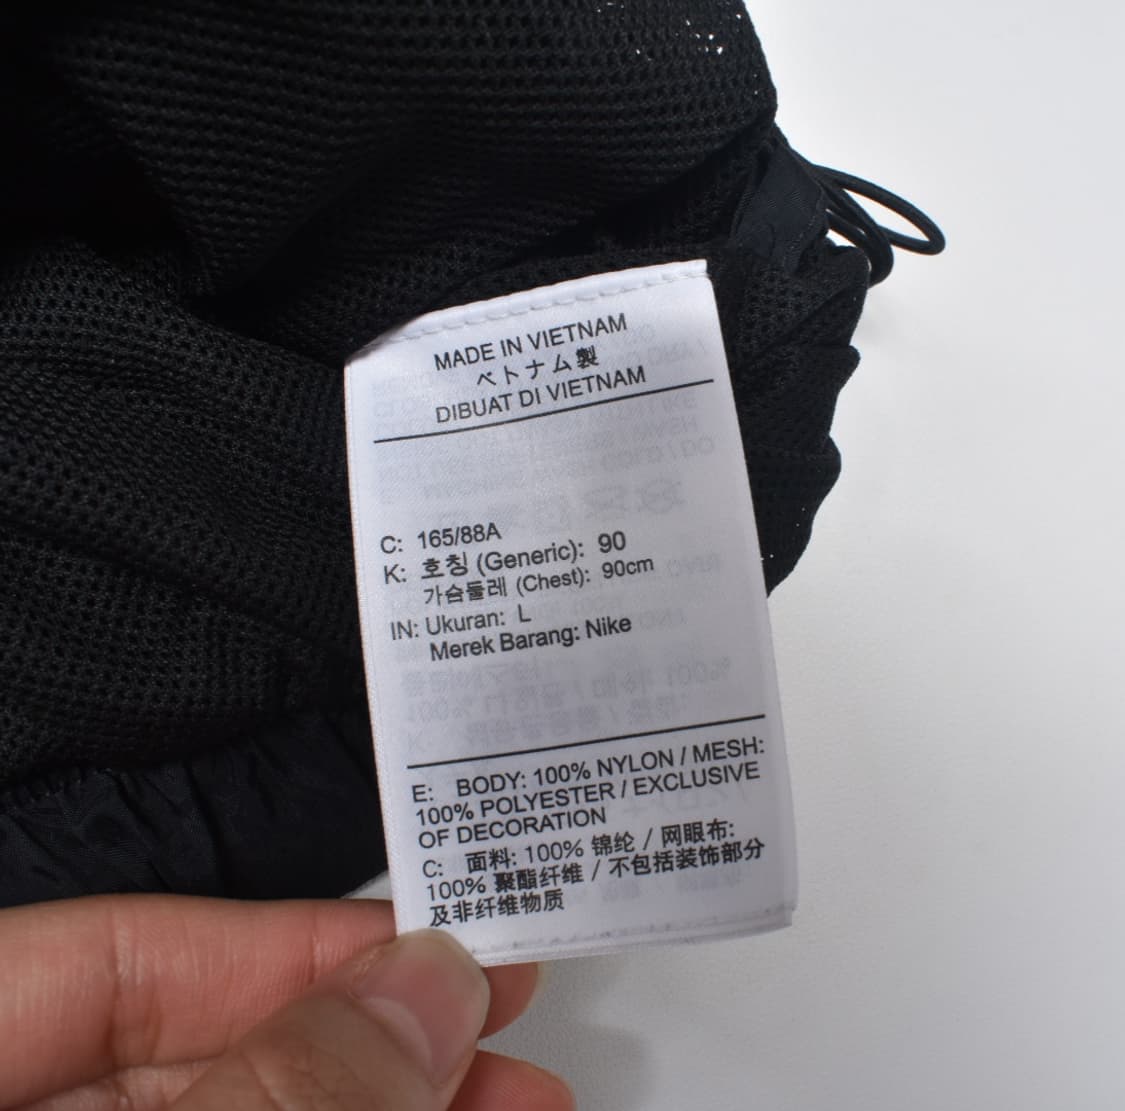 MADE IN VIETNAM
ベトナム製
DIBUAT DI VIETNAM
C: 165/88A
K: 호칭 (Generic): 90
가슴둘레 (Chest): 90cm
IN: Ukuran: L
Merek Barang: Nike
E: BODY: 100% NYLON / MESH:
100% POLYESTER / EXCLUSIVE
OF DECORATION
C: 面料: 100% 锦纶 / 网眼布:
100% 聚酯纤维 / 不包括装饰部分
及非纤维物质